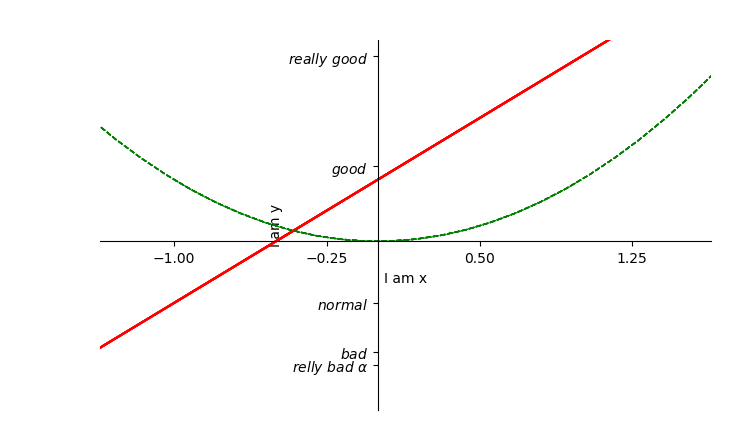 really good
good
I am y
−1.00
−0.25
0.50
1.25
I am x
normal
bad
relly bad α